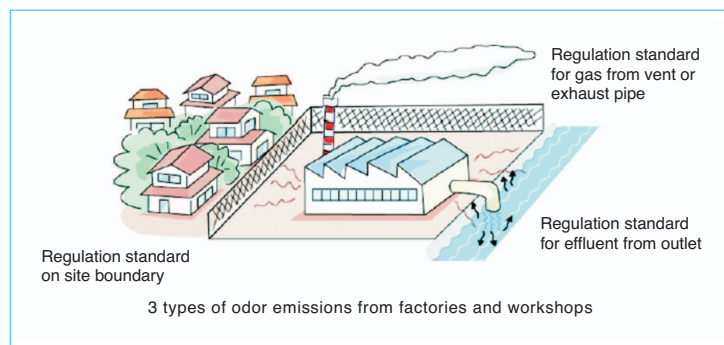 Regulation standard
for gas from vent or
exhaust pipe
Regulation standard
for effluent from outlet
Regulation standard
on site boundary
3 types of odor emissions from factories and workshops